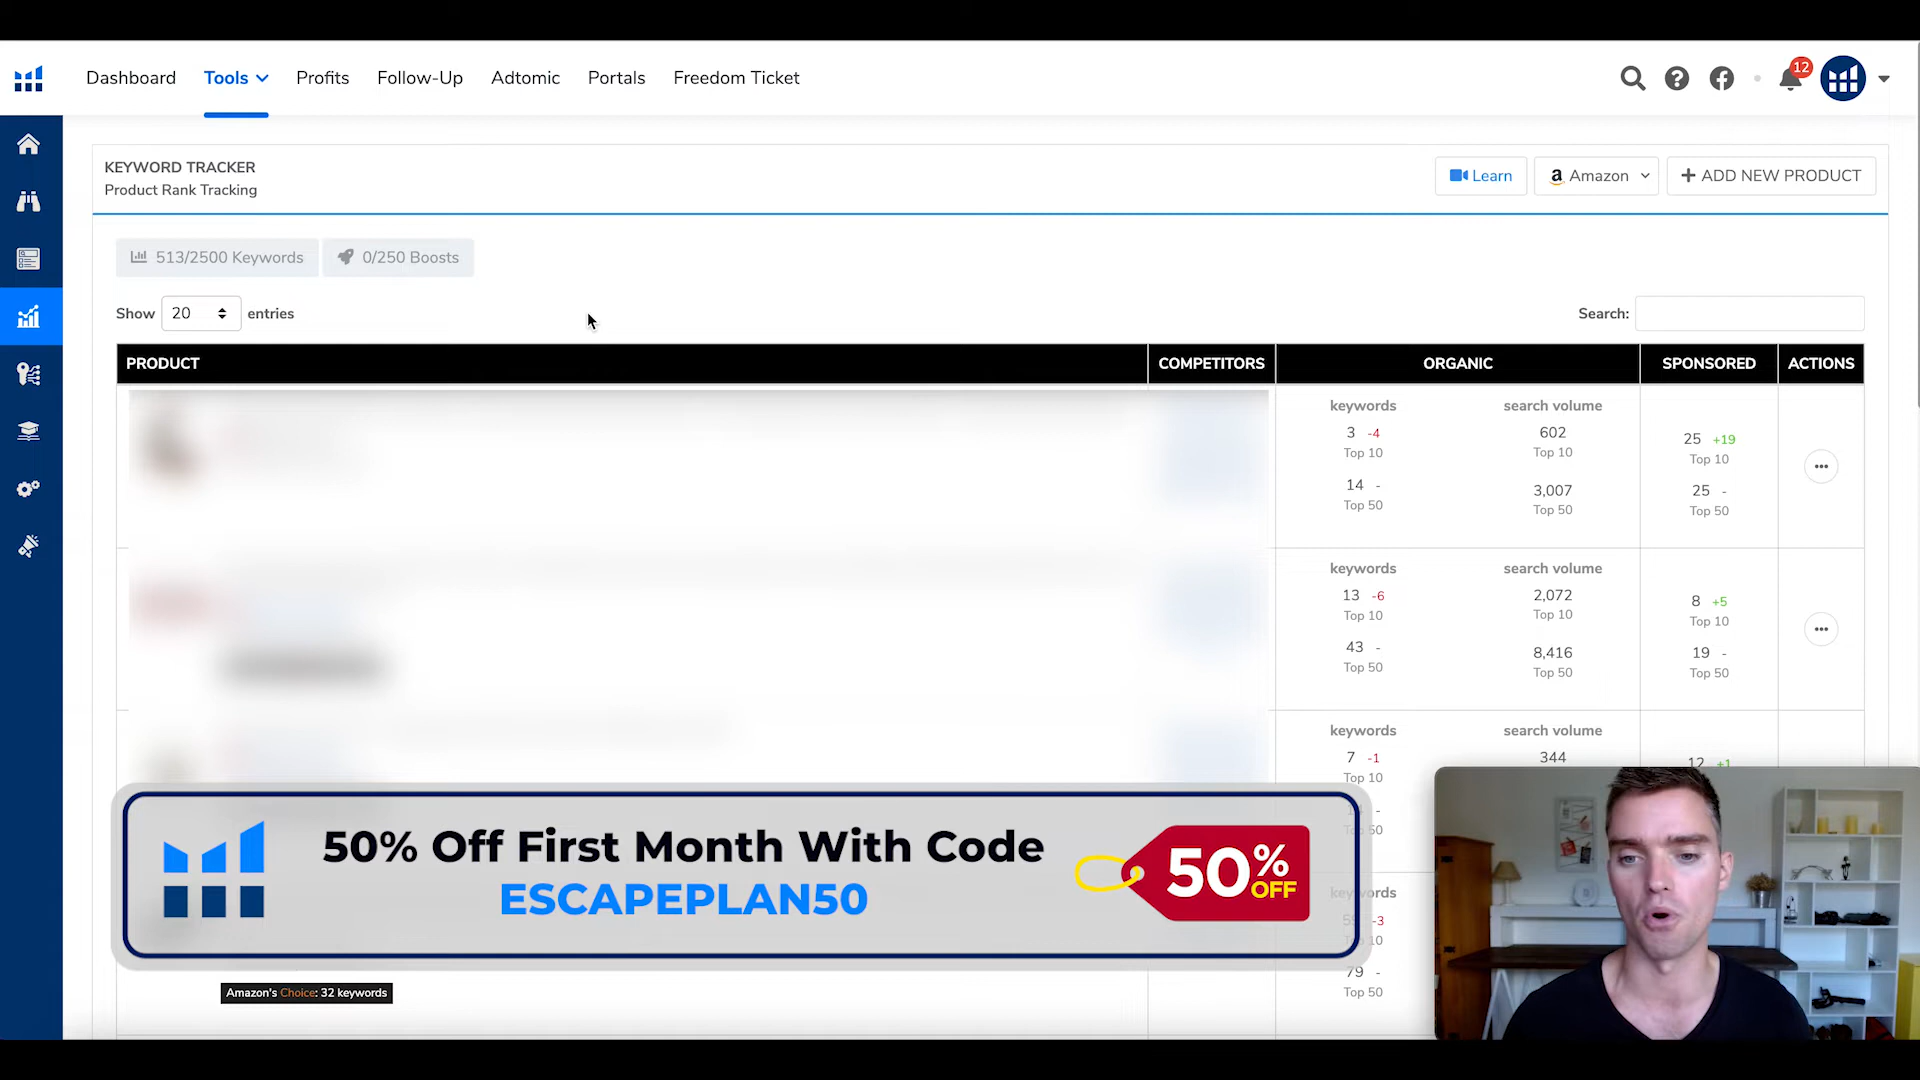 Dashboard Tools Profits Follow-Up Adtomic Portals Freedom Ticket
12
KEYWORD TRACKER
Product Rank Tracking
Learn
a Amazon
+ ADD NEW PRODUCT
513/2500 Keywords
0/250 Boosts
Show 20 entries
Search:
PRODUCT COMPETITORS ORGANIC SPONSORED ACTIONS
keywords search volume
3 -4 602
Top 10 Top 10
25 +19
Top 10
14 - 3,007
Top 50 Top 50
25 -
Top 50
keywords search volume
13 -6 2,072
Top 10 Top 10
8 +5
Top 10
43 - 8,416
Top 50 Top 50
19 -
Top 50
keywords search volume
7 -1 344
Top 10
12 +1
50% Off First Month With Code
ESCAPEPLAN50
50% OFF
-3
79 -
Top 50
Amazon's Choice: 32 keywords